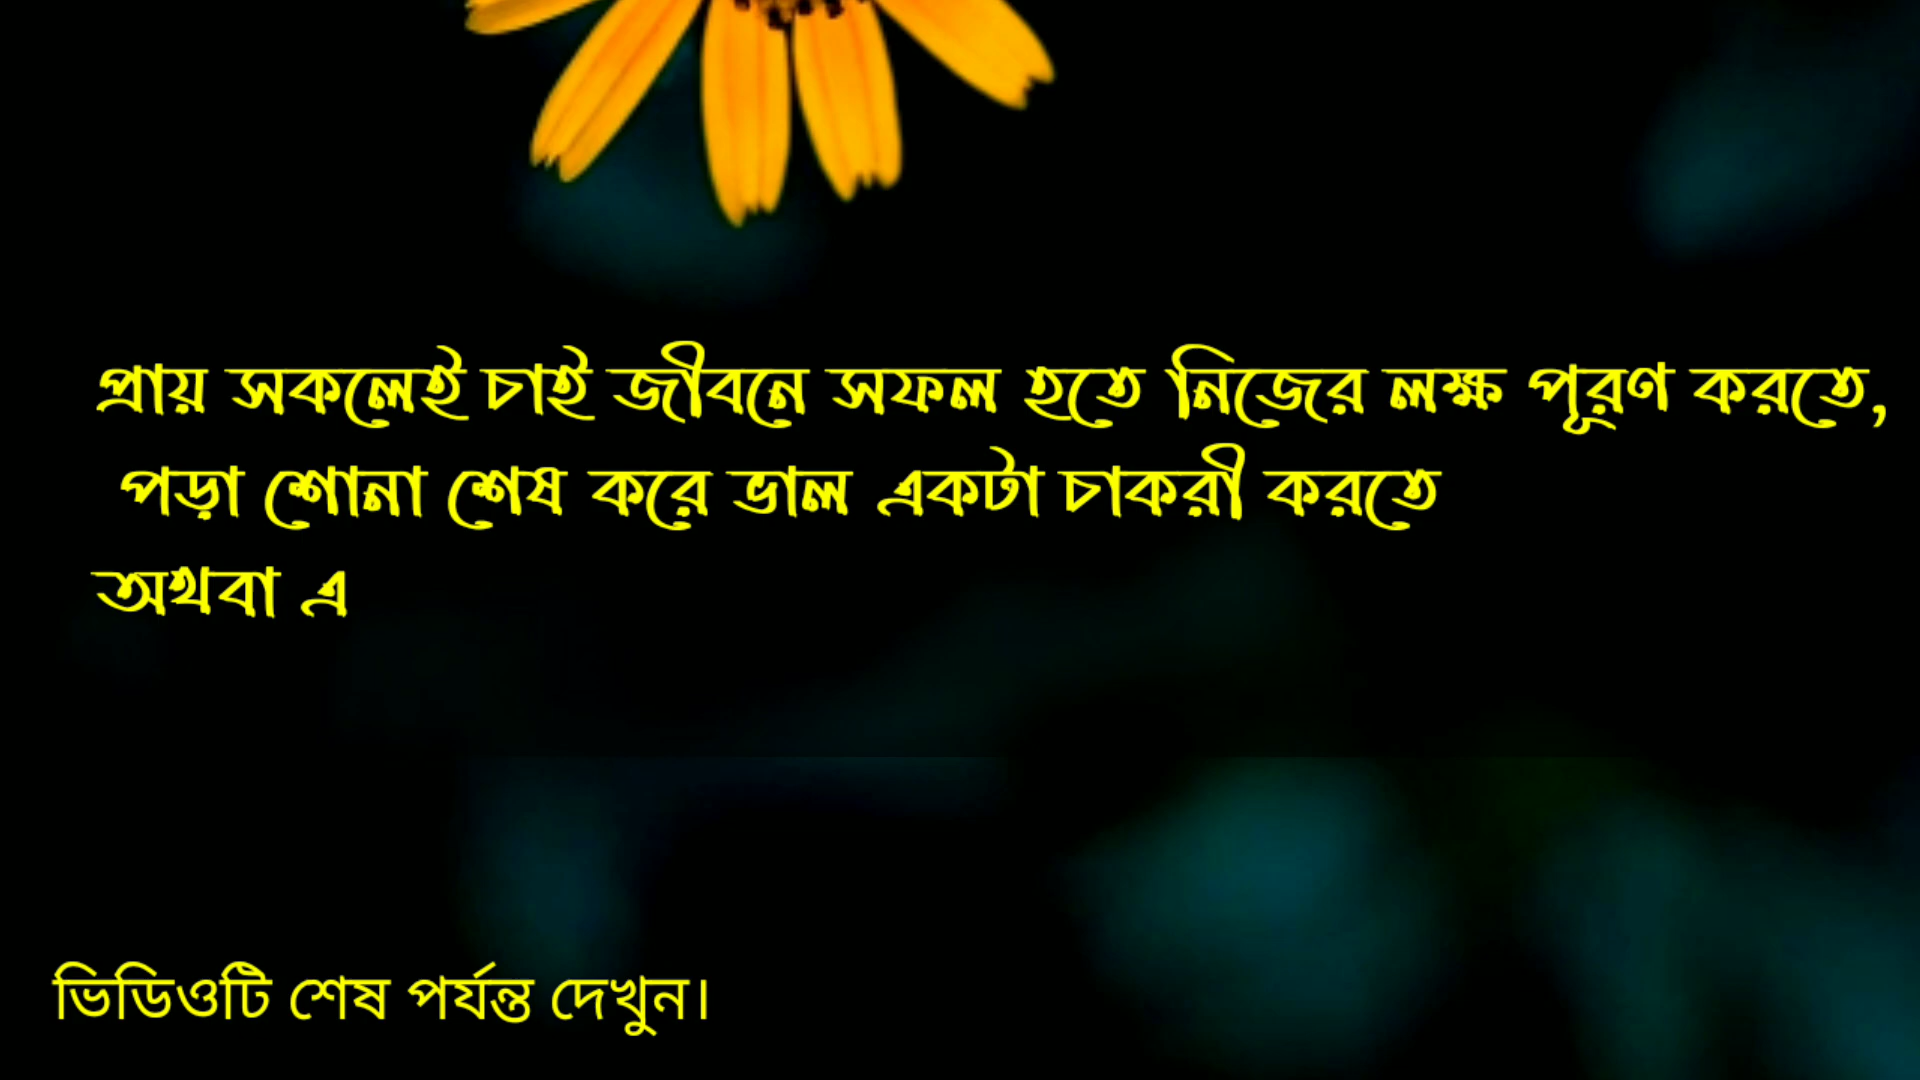 প্রায় সকলেই চাই জীবনে সফল হতে নিজের লক্ষ পূরণ করতে,
পড়া শোনা শেষ করে ভাল একটা চাকরী করতে
অথবা এ
ভিডিওটি শেষ পর্যন্ত দেখুন।